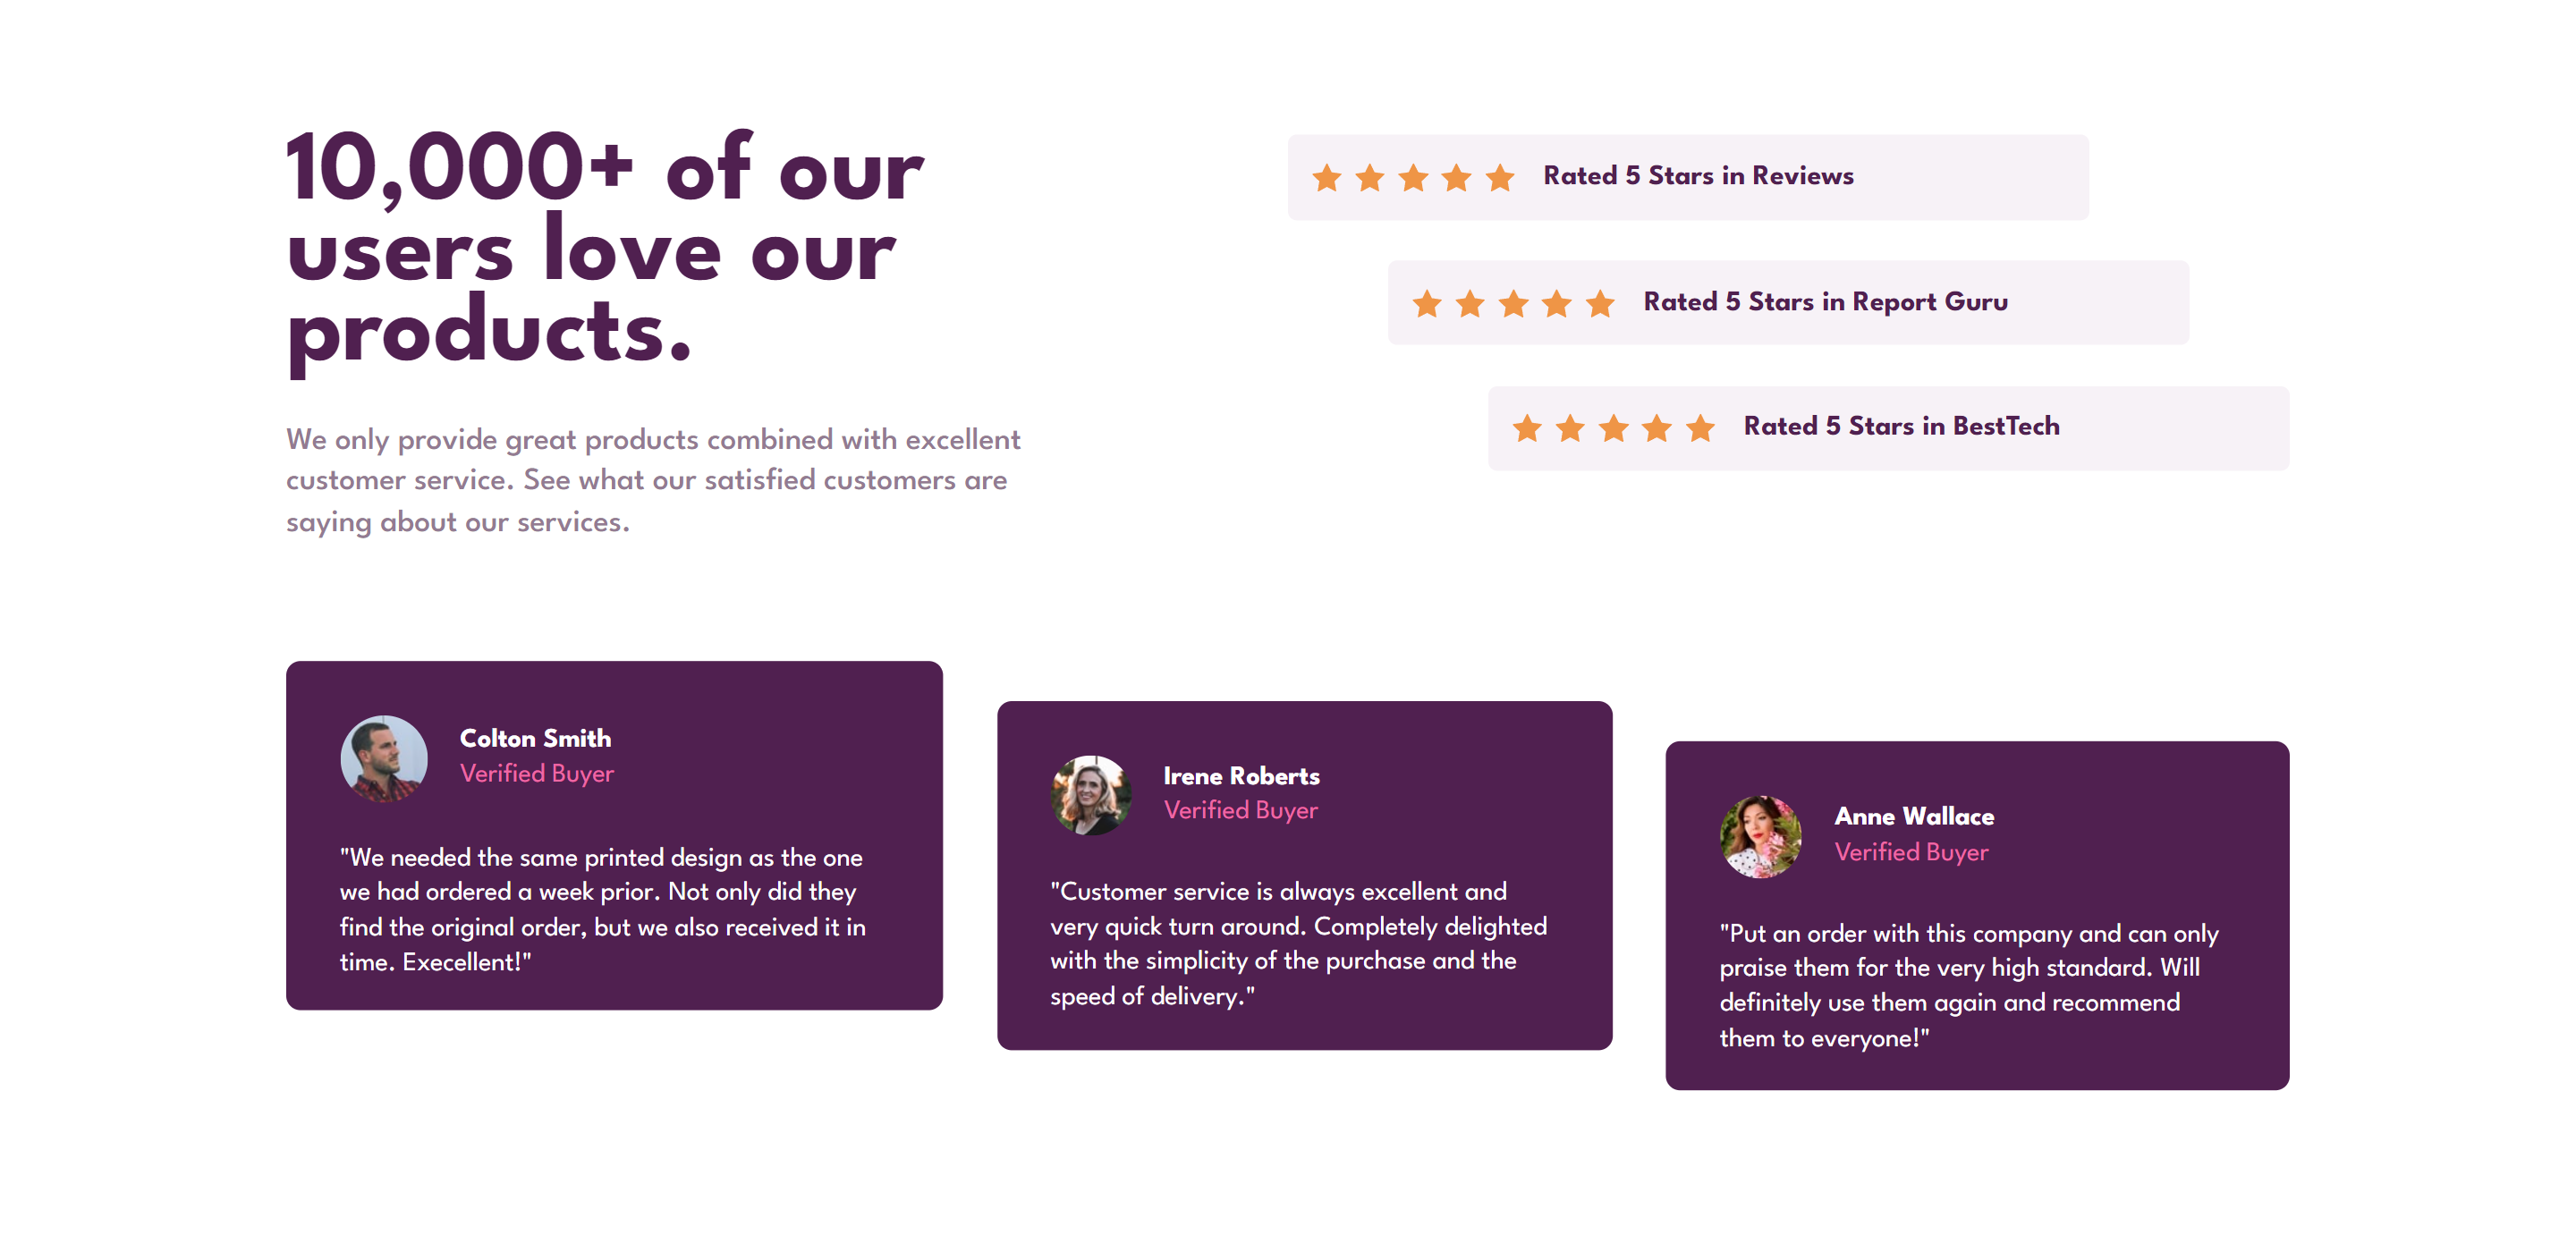 10,000+ of our
users love our
products.
We only provide great products combined with excellent
customer service. See what our satisfied customers are
saying about our services.
Rated 5 Stars in Reviews
Rated 5 Stars in Report Guru
Rated 5 Stars in BestTech
Colton Smith
Verified Buyer
"We needed the same printed design as the one
we had ordered a week prior. Not only did they
find the original order, but we also received it in
time. Execellent!"
Irene Roberts
Verified Buyer
"Customer service is always excellent and
very quick turn around. Completely delighted
with the simplicity of the purchase and the
speed of delivery."
Anne Wallace
Verified Buyer
"Put an order with this company and can only
praise them for the very high standard. Will
definitely use them again and recommend
them to everyone!"